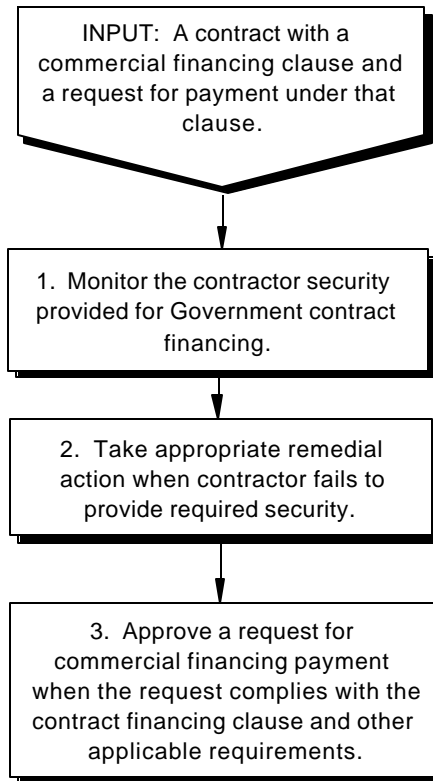 INPUT:  A contract with a
commercial financing clause and
a request for payment under that
clause.
1.  Monitor the contractor security
provided for Government contract
financing.
2.  Take appropriate remedial
action when contractor fails to
provide required security.
3.  Approve a request for
commercial financing payment
when the request complies with the
contract financing clause and other
applicable requirements.